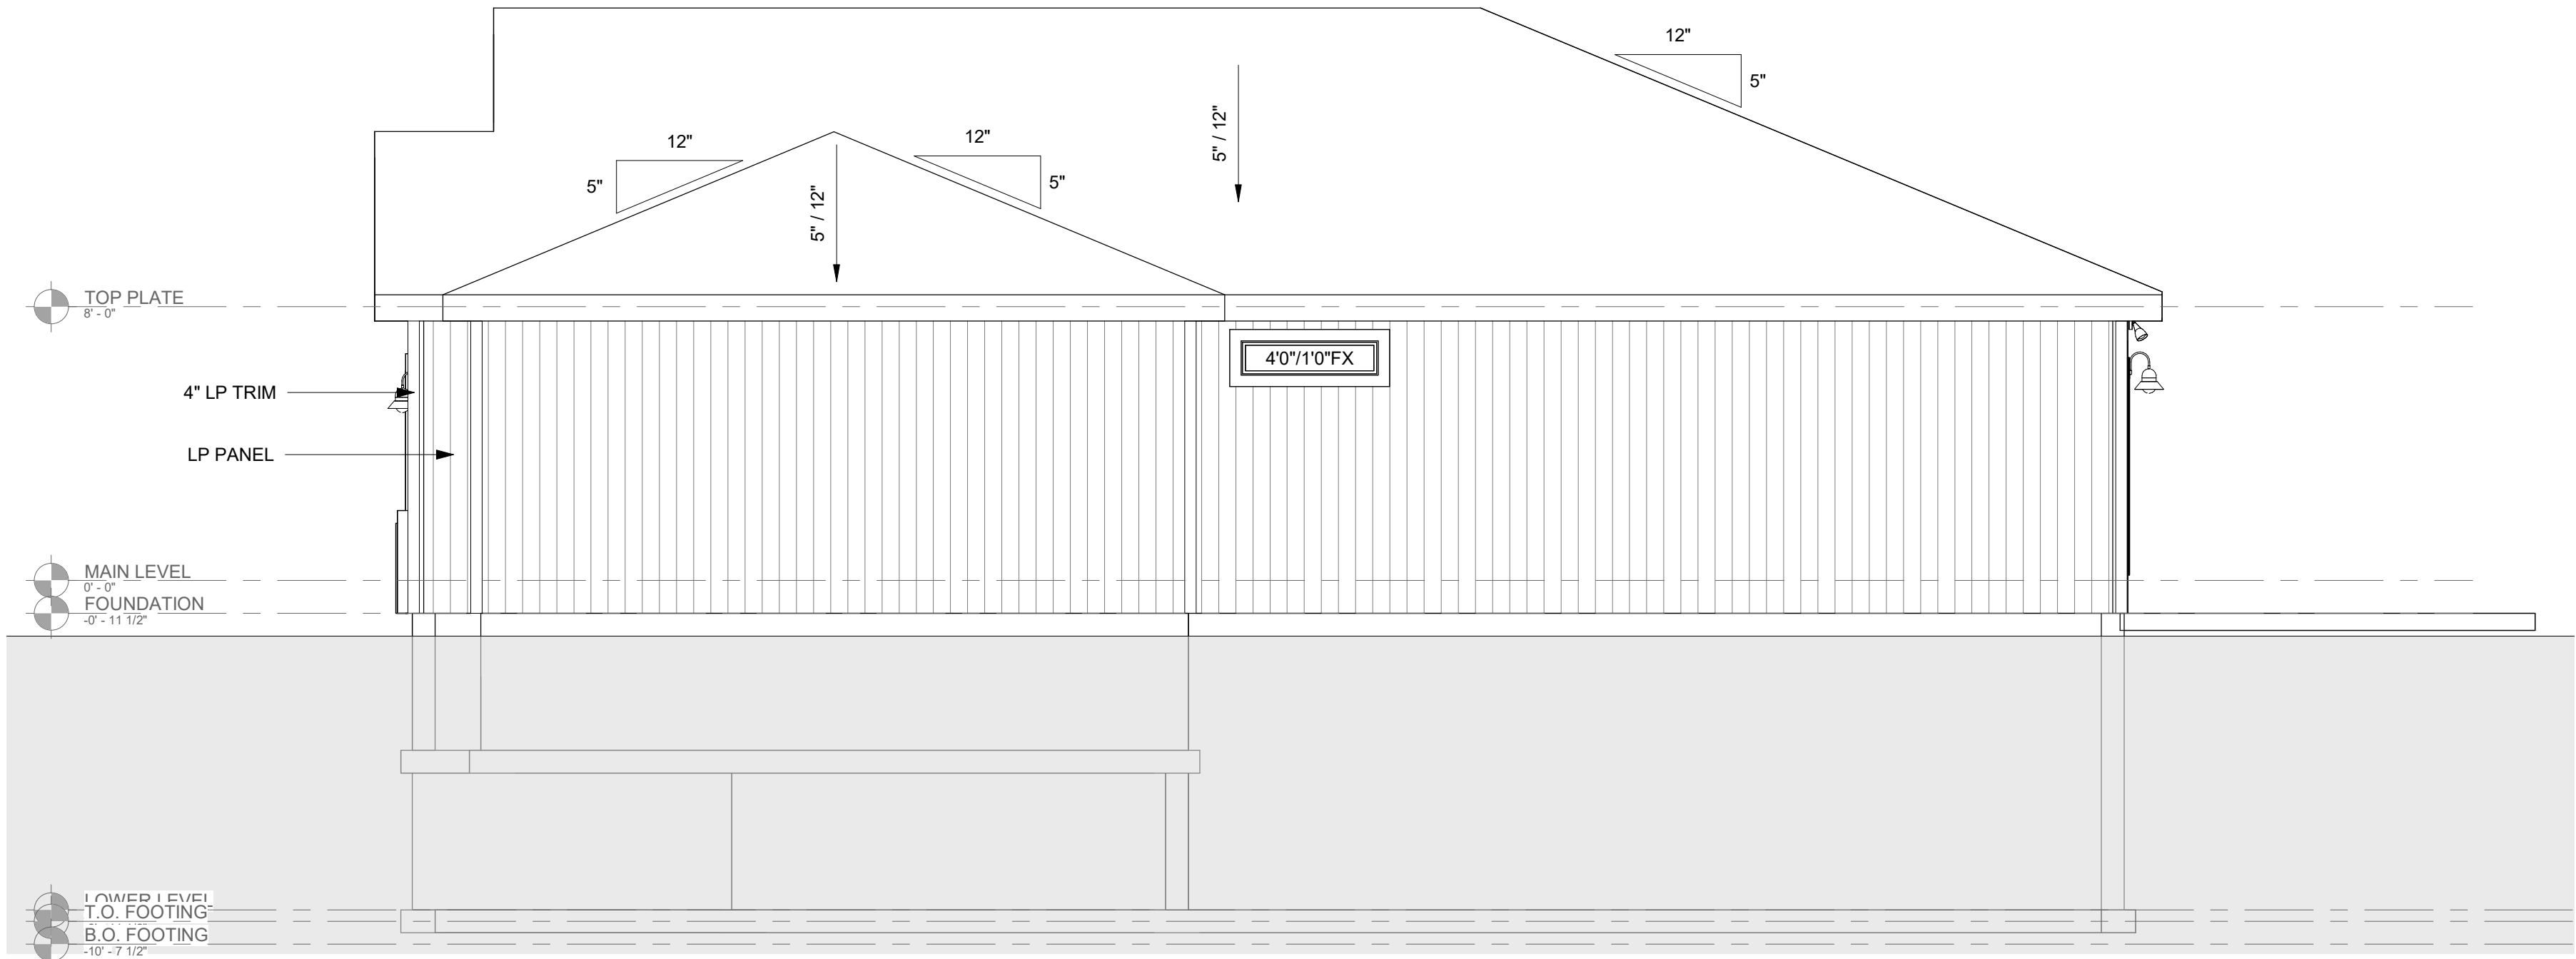 12"
5"
12"
5"
12"
5"
5" / 12"
5" / 12"
TOP PLATE
8' - 0"
4'0"/1'0"FX
4" LP TRIM
LP PANEL
MAIN LEVEL
0' - 0"
FOUNDATION
-0' - 11 1/2"
LOWER LEVEL
T.O. FOOTING
B.O. FOOTING
-10' - 7 1/2"